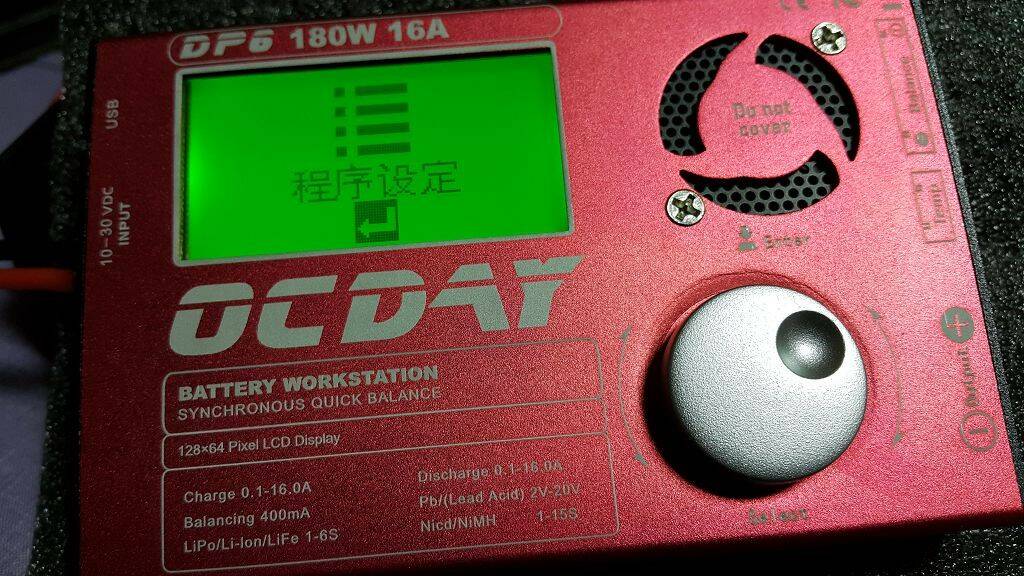 DP6 180W 16A
程序设定
Do not
cover
USB
10-30 VDC
INPUT
Enter
OCDAY
BATTERY WORKSTATION
SYNCHRONOUS QUICK BALANCE
128×64 Pixel LCD Display
Charge 0.1-16.0A
Discharge 0.1-16.0A
Balancing 400mA
Pb/(Lead Acid) 2V-20V
LiPo/Li-Ion/LiFe 1-6S
Nicd/NiMH 1-15S
Select
Balance
Temp
Output